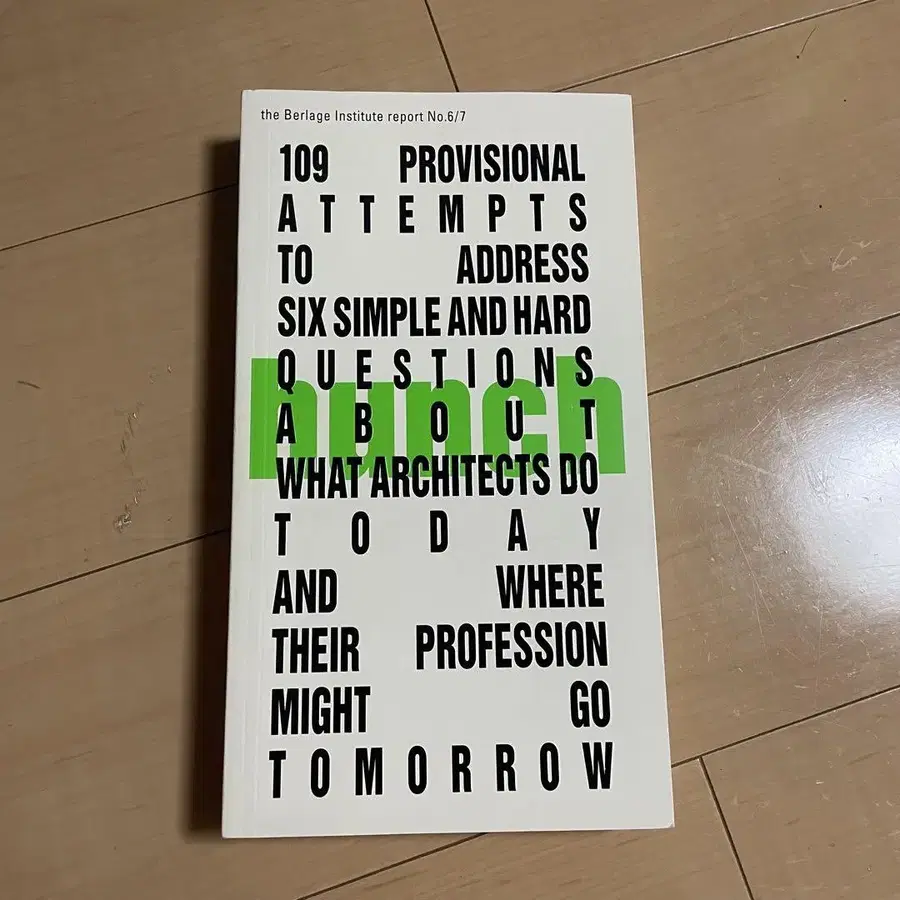 the Berlage Institute report No.6/7
109 PROVISIONAL
ATTEMPTS
TO ADDRESS
SIX SIMPLE AND HARD
QUESTIONS
hunch
ABOUT
WHAT ARCHITECTS DO
TODAY
AND WHERE
THEIR PROFESSION
MIGHT GO
TOMORROW